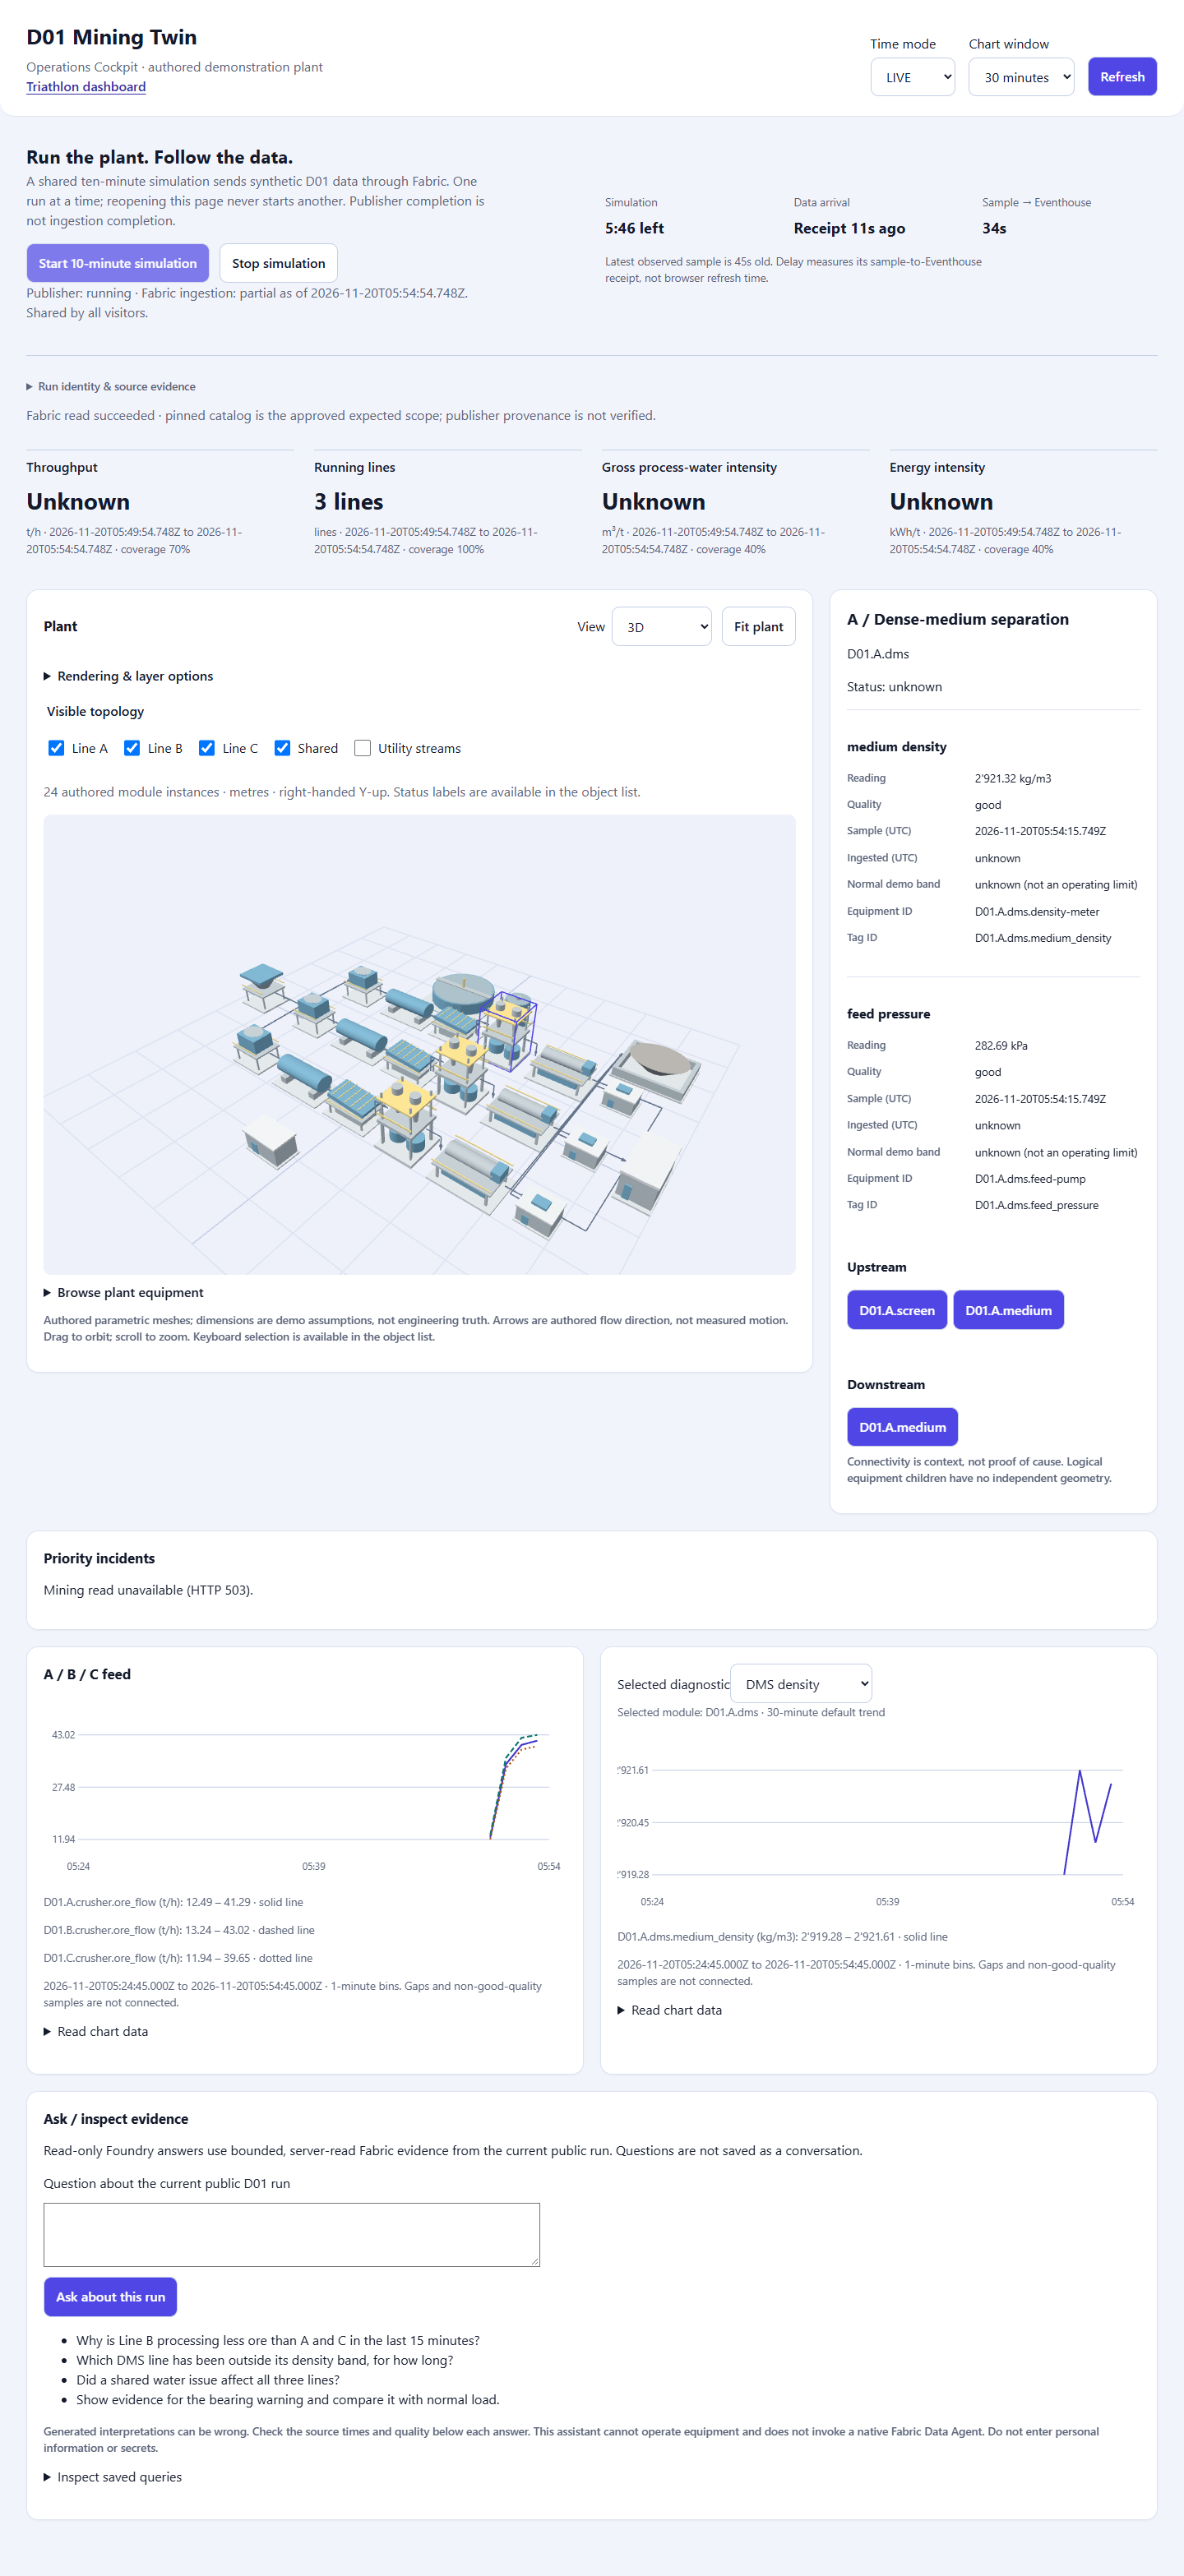 D01 Mining Twin
Operations Cockpit · authored demonstration plant
Triathlon dashboard
Time mode
LIVE
Chart window
30 minutes
Refresh
Run the plant. Follow the data.
A shared ten-minute simulation sends synthetic D01 data through Fabric. One
run at a time; reopening this page never starts another. Publisher completion is
not ingestion completion.
Start 10-minute simulation
Stop simulation
Publisher: running · Fabric ingestion: partial as of 2026-11-20T05:54:54.748Z.
Shared by all visitors.
Simulation
5:46 left
Data arrival
Receipt 11s ago
Sample → Eventhouse
34s
Latest observed sample is 45s old. Delay measures its sample-to-Eventhouse
receipt, not browser refresh time.
Run identity & source evidence
Fabric read succeeded · pinned catalog is the approved expected scope; publisher provenance is not verified.
Throughput
Unknown
t/h · 2026-11-20T05:49:54.748Z to 2026-11-
20T05:54:54.748Z · coverage 70%
Running lines
3 lines
lines · 2026-11-20T05:49:54.748Z to 2026-11-
20T05:54:54.748Z · coverage 100%
Gross process-water intensity
Unknown
m³/t · 2026-11-20T05:49:54.748Z to 2026-11-
20T05:54:54.748Z · coverage 40%
Energy intensity
Unknown
kWh/t · 2026-11-20T05:49:54.748Z to 2026-11-
20T05:54:54.748Z · coverage 40%
Plant
View
3D
Fit plant
Rendering & layer options
Visible topology
Line A
Line B
Line C
Shared
Utility streams
24 authored module instances · metres · right-handed Y-up. Status labels are available in the object list.
Browse plant equipment
Authored parametric meshes; dimensions are demo assumptions, not engineering truth. Arrows are authored flow direction, not measured motion.
Drag to orbit; scroll to zoom. Keyboard selection is available in the object list.
A / Dense-medium separation
D01.A.dms
Status: unknown
medium density
Reading 2'921.32 kg/m3
Quality good
Sample (UTC) 2026-11-20T05:54:15.749Z
Ingested (UTC) unknown
Normal demo band unknown (not an operating limit)
Equipment ID D01.A.dms.density-meter
Tag ID D01.A.dms.medium_density
feed pressure
Reading 282.69 kPa
Quality good
Sample (UTC) 2026-11-20T05:54:15.749Z
Ingested (UTC) unknown
Normal demo band unknown (not an operating limit)
Equipment ID D01.A.dms.feed-pump
Tag ID D01.A.dms.feed_pressure
Upstream
D01.A.screen
D01.A.medium
Downstream
D01.A.medium
Connectivity is context, not proof of cause. Logical
equipment children have no independent geometry.
Priority incidents
Mining read unavailable (HTTP 503).
A / B / C feed
43.02
27.48
11.94
05:24 05:39 05:54
D01.A.crusher.ore_flow (t/h): 12.49 – 41.29 · solid line
D01.B.crusher.ore_flow (t/h): 13.24 – 43.02 · dashed line
D01.C.crusher.ore_flow (t/h): 11.94 – 39.65 · dotted line
2026-11-20T05:24:45.000Z to 2026-11-20T05:54:45.000Z · 1-minute bins. Gaps and non-good-quality
samples are not connected.
Read chart data
Selected diagnostic
DMS density
Selected module: D01.A.dms · 30-minute default trend
'921.61
'920.45
'919.28
05:24 05:39 05:54
D01.A.dms.medium_density (kg/m3): 2'919.28 – 2'921.61 · solid line
2026-11-20T05:24:45.000Z to 2026-11-20T05:54:45.000Z · 1-minute bins. Gaps and non-good-quality
samples are not connected.
Read chart data
Ask / inspect evidence
Read-only Foundry answers use bounded, server-read Fabric evidence from the current public run. Questions are not saved as a conversation.
Question about the current public D01 run
Ask about this run
• Why is Line B processing less ore than A and C in the last 15 minutes?
• Which DMS line has been outside its density band, for how long?
• Did a shared water issue affect all three lines?
• Show evidence for the bearing warning and compare it with normal load.
Generated interpretations can be wrong. Check the source times and quality below each answer. This assistant cannot operate equipment and does not invoke a native Fabric Data Agent. Do not enter personal
information or secrets.
Inspect saved queries